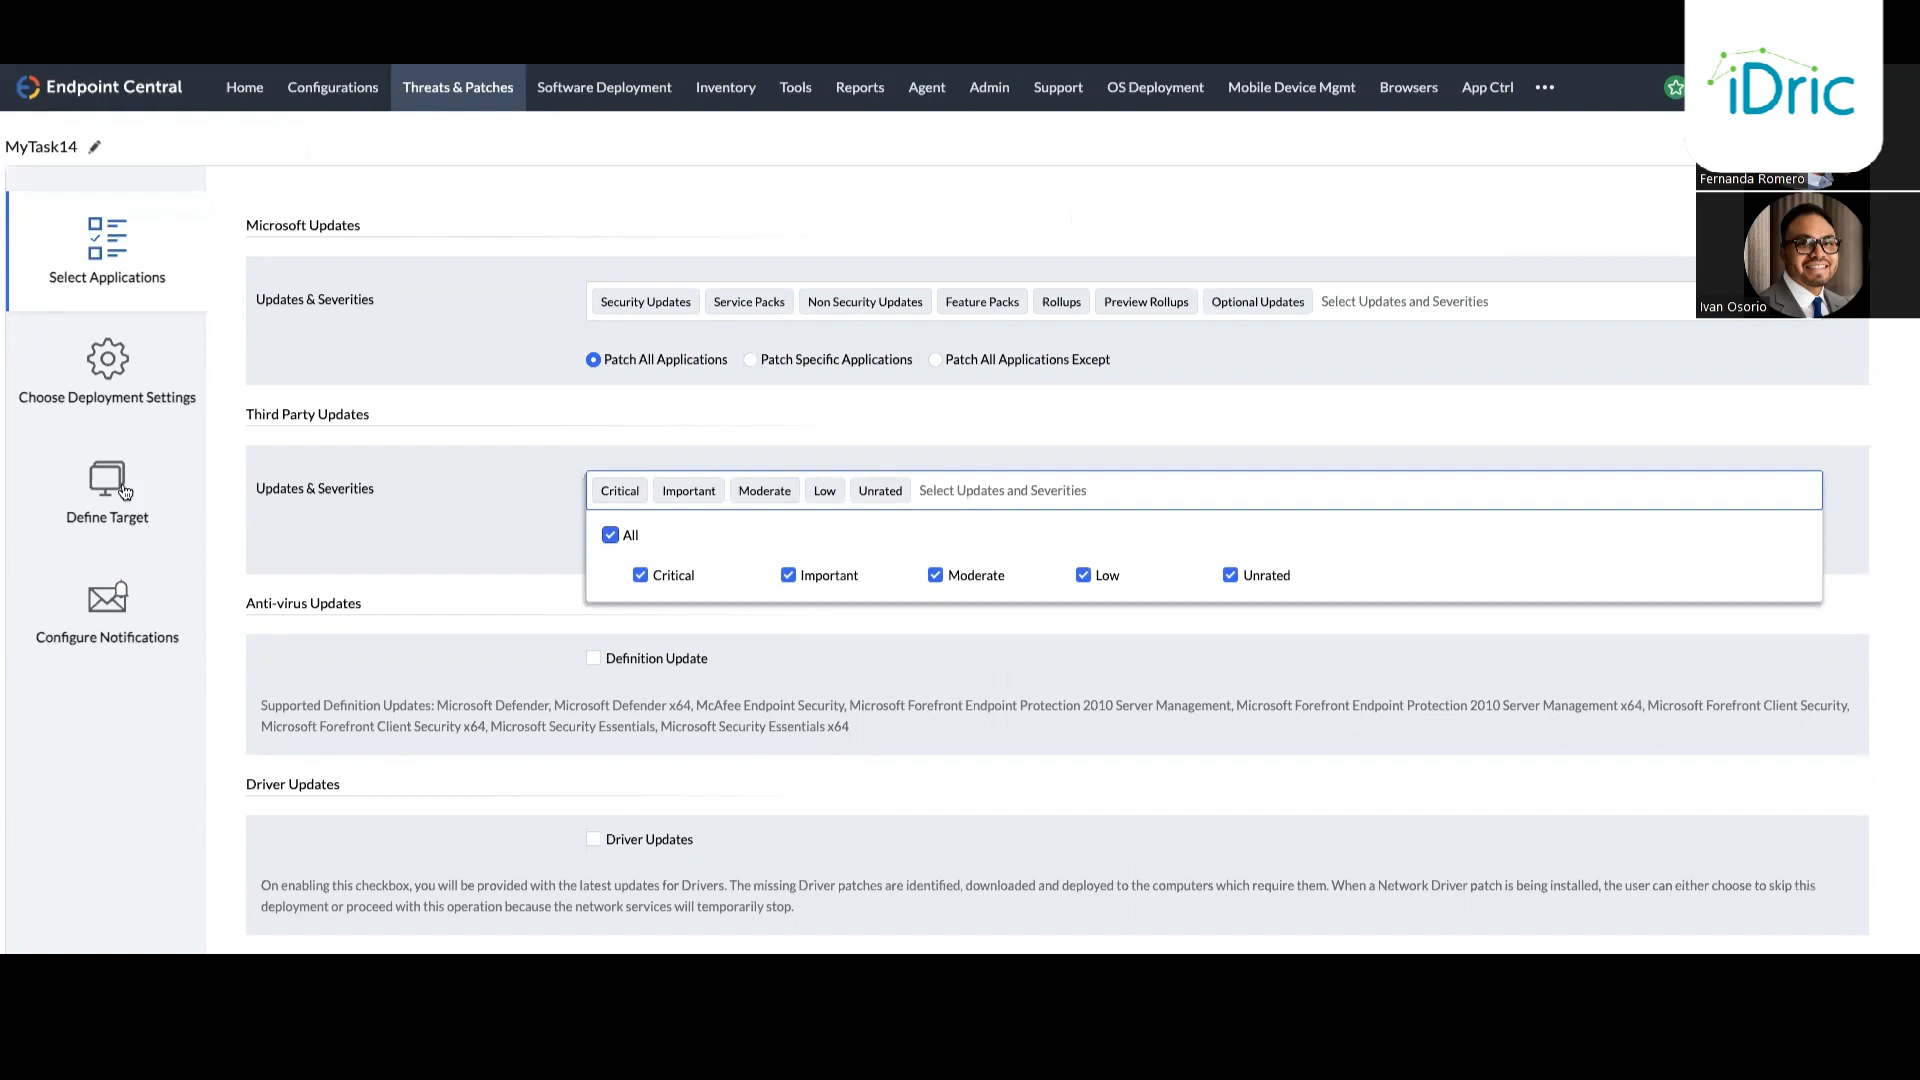 Endpoint Central Home Configurations Threats & Patches Software Deployment Inventory Tools Reports Agent Admin Support OS Deployment Mobile Device Mgmt Browsers App Ctrl
iDric
MyTask14
Fernanda Romero
Ivan Osorio
Select Applications
Choose Deployment Settings
Define Target
Configure Notifications
Microsoft Updates
Updates & Severities
Security Updates Service Packs Non Security Updates Feature Packs Rollups Preview Rollups Optional Updates Select Updates and Severities
Patch All Applications Patch Specific Applications Patch All Applications Except
Third Party Updates
Updates & Severities
Critical Important Moderate Low Unrated Select Updates and Severities
All
Critical Important Moderate Low Unrated
Anti-virus Updates
Definition Update
Supported Definition Updates: Microsoft Defender, Microsoft Defender x64, McAfee Endpoint Security, Microsoft Forefront Endpoint Protection 2010 Server Management, Microsoft Forefront Endpoint Protection 2010 Server Management x64, Microsoft Forefront Client Security,
Microsoft Forefront Client Security x64, Microsoft Security Essentials, Microsoft Security Essentials x64
Driver Updates
Driver Updates
On enabling this checkbox, you will be provided with the latest updates for Drivers. The missing Driver patches are identified, downloaded and deployed to the computers which require them. When a Network Driver patch is being installed, the user can either choose to skip this
deployment or proceed with this operation because the network services will temporarily stop.